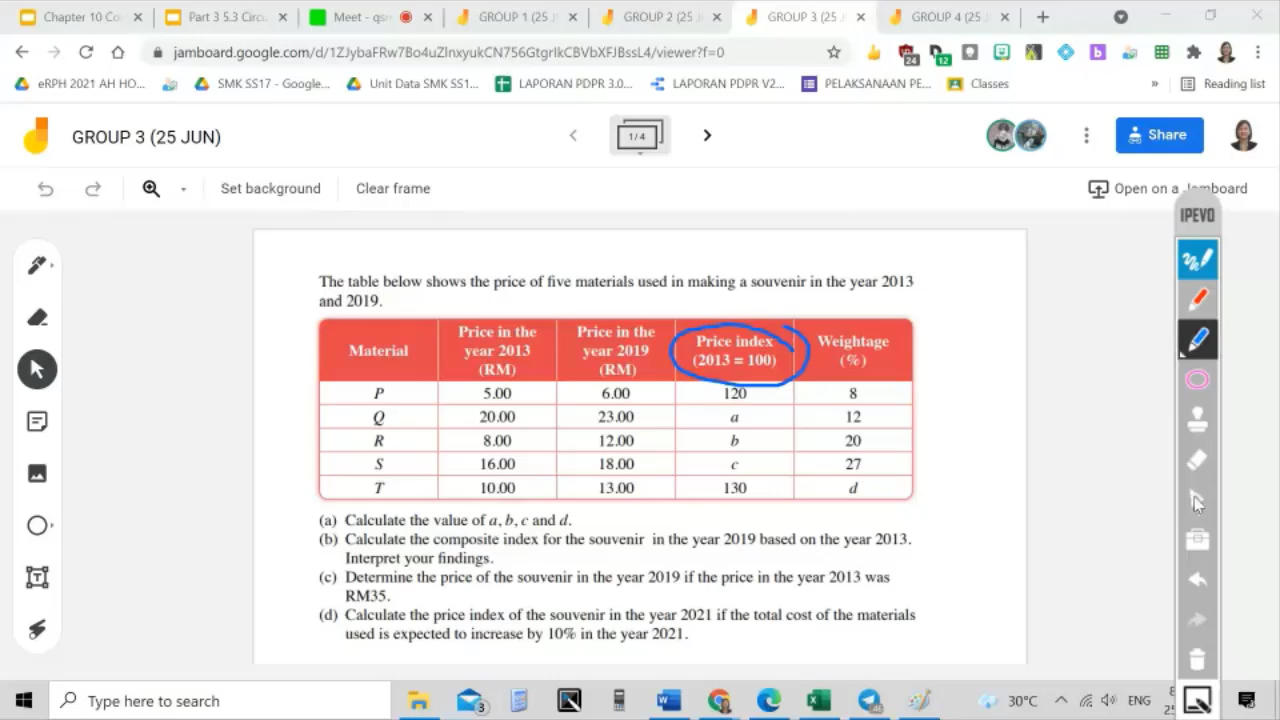 Chapter 10 Co
Part 3 5.3 Circu
Meet - qsn
GROUP 1 (25 J
GROUP 2 (25 J
GROUP 3 (25 J
GROUP 4 (25 J
jamboard.google.com/d/1ZJybaFRw7Bo4uZlnxyukCN756GtgrlkCBVbXFJBssL4/viewer?f=0
24
12
eRPH 2021 AH HO...
SMK SS17 - Google...
Unit Data SMK SS1...
LAPORAN PDPR 3.0...
LAPORAN PDPR V2...
PELAKSANAAN PE...
Classes
»
Reading list
GROUP 3 (25 JUN)
1/4
Share
Set background
Clear frame
Open on a Jamboard
IPEVO
The table below shows the price of five materials used in making a souvenir in the year 2013
and 2019.
Material Price in the year 2013 (RM) Price in the year 2019 (RM) Price index (2013 = 100) Weightage (%)
P 5.00 6.00 120 8
Q 20.00 23.00 a 12
R 8.00 12.00 b 20
S 16.00 18.00 c 27
T 10.00 13.00 130 d
(a) Calculate the value of a, b, c and d.
(b) Calculate the composite index for the souvenir in the year 2019 based on the year 2013.
Interpret your findings.
(c) Determine the price of the souvenir in the year 2019 if the price in the year 2013 was
RM35.
(d) Calculate the price index of the souvenir in the year 2021 if the total cost of the materials
used is expected to increase by 10% in the year 2021.
Type here to search
3
46
30°C
ENG